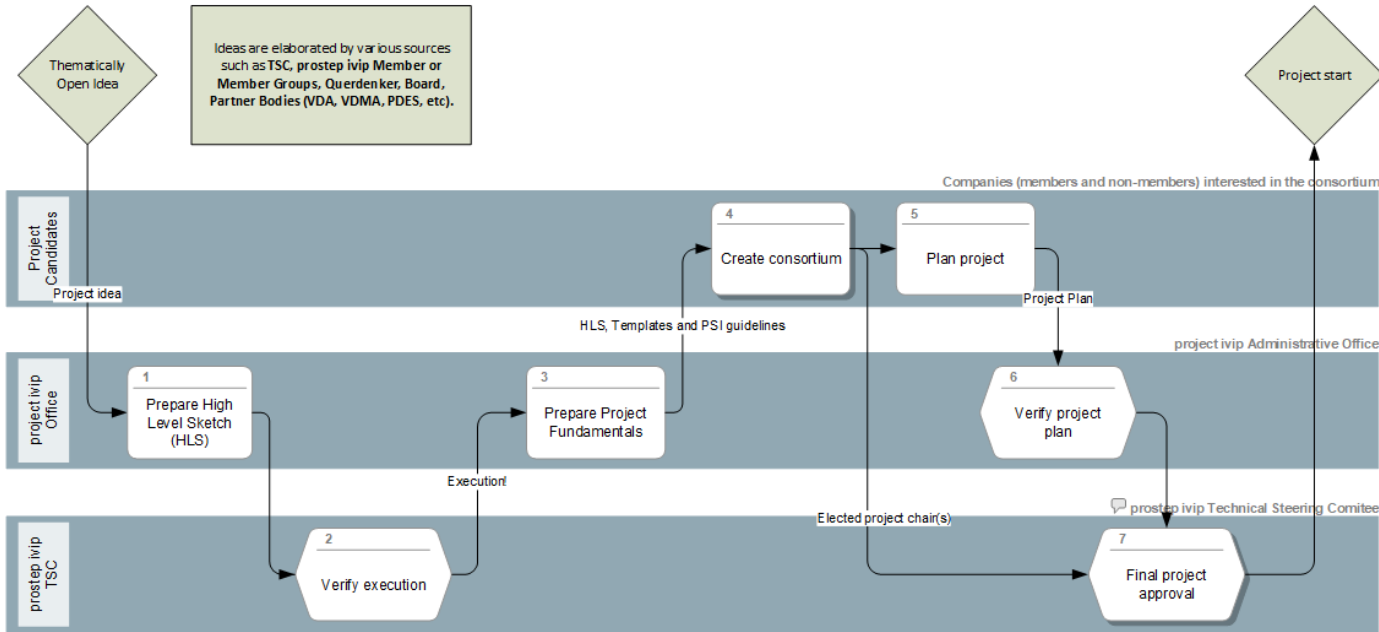 Thematically
Open Idea
Ideas are elaborated by various sources
such as TSC, prostep ivip Member or
Member Groups, Querdenker, Board,
Partner Bodies (VDA, VDMA, PDES, etc).
Project start
Companies (members and non-members) interested in the consortium
Project
Candidates
4
Create consortium
5
Plan project
Project idea
Project Plan
HLS, Templates and PSI guidelines
project ivip Administrative Office
project ivip
Office
1
Prepare High
Level Sketch
(HLS)
3
Prepare Project
Fundamentals
6
Verify project
plan
Execution!
prostep ivip Technical Steering Comitee
Elected project chair(s)
prostep ivip
TSC
2
Verify execution
7
Final project
approval